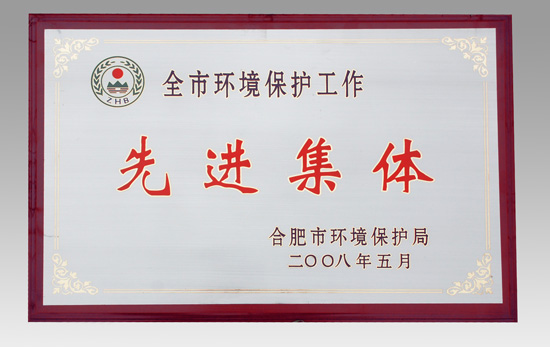 全市环境保护工作
ZHB
先进集体
合肥市环境保护局
二〇〇八年五月